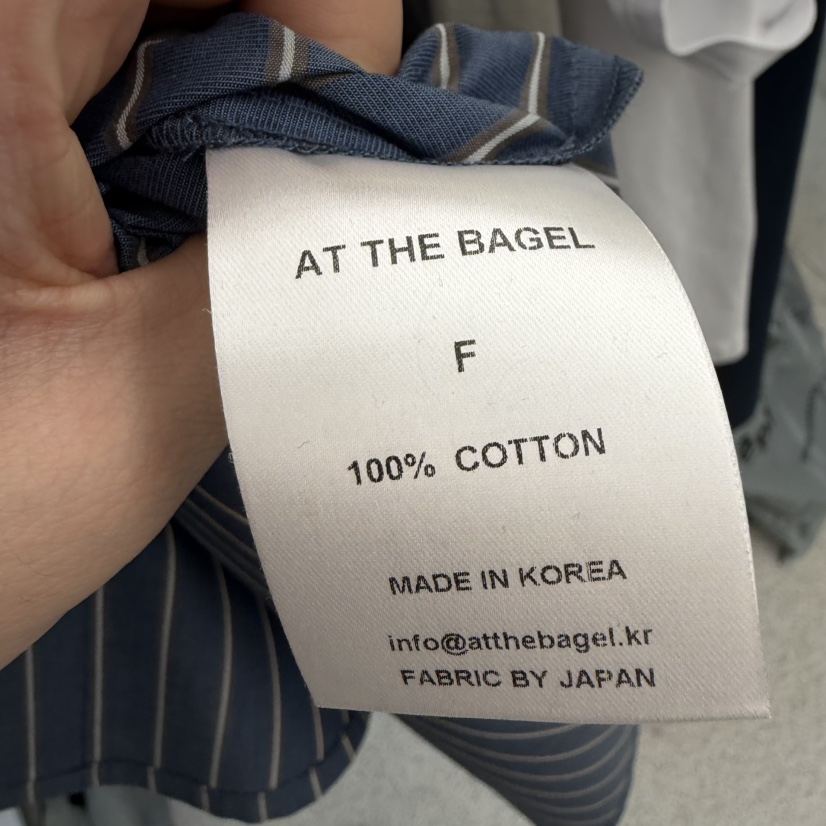 AT THE BAGEL
F
100% COTTON
MADE IN KOREA
info@atthebagel.kr
FABRIC BY JAPAN